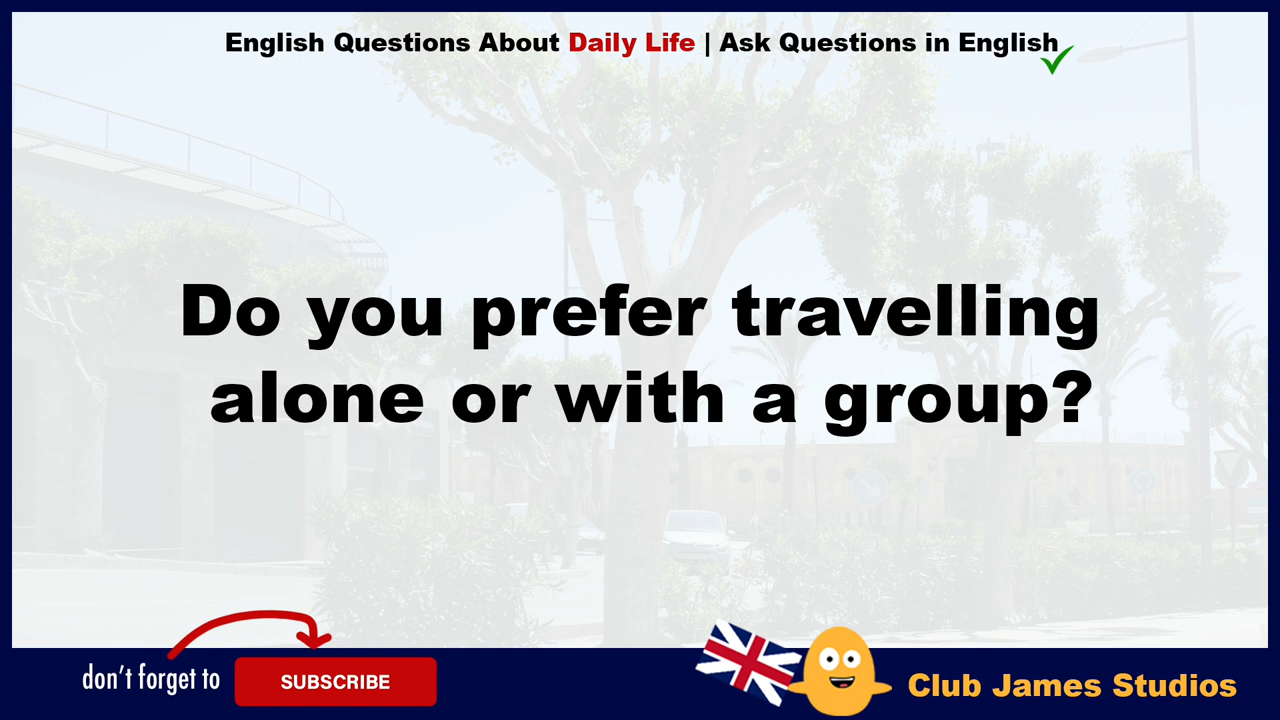 English Questions About Daily Life | Ask Questions in English
Do you prefer travelling
alone or with a group?
don't forget to
SUBSCRIBE
Club James Studios